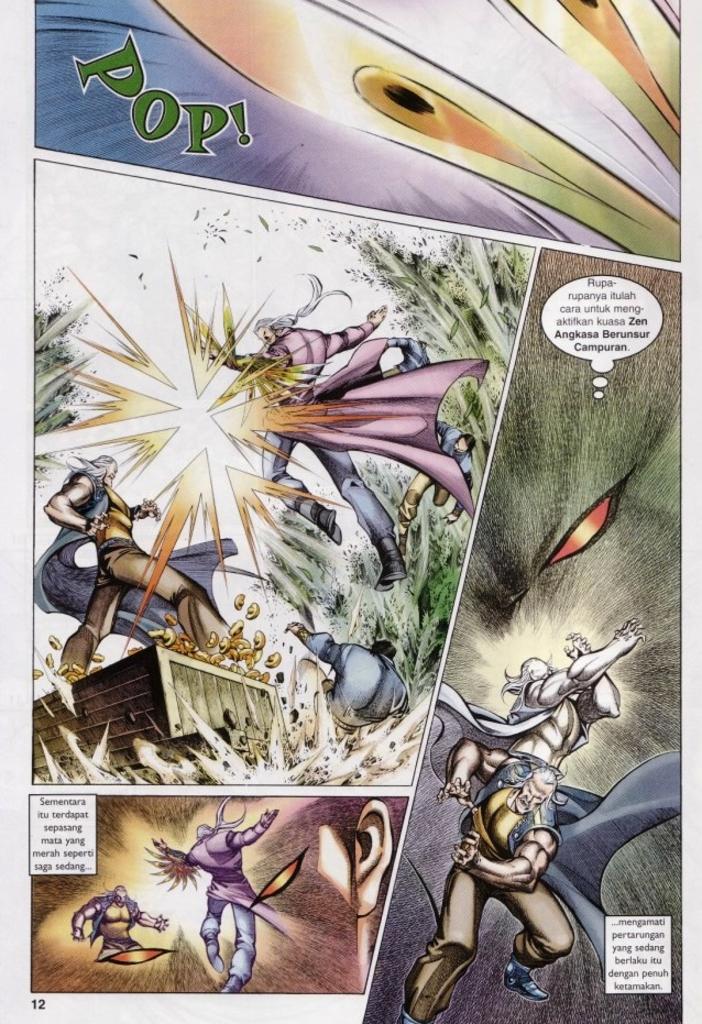 POP!
Rupa-
rupanya itulah
cara untuk meng-
aktifkan kuasa Zen
Angkasa Berunsur
Campuran.
Sementara
itu terdapat
sepasang
mata yang
merah seperti
saga sedang...
...mengamati
pertarungan
yang sedang
berlaku itu
dengan penuh
ketamakan.
12